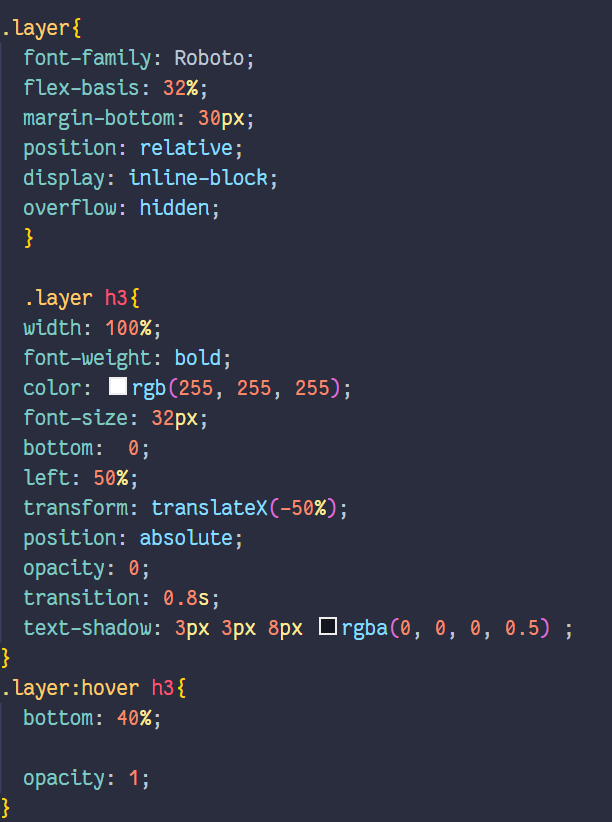 .layer{
font-family: Roboto;
flex-basis: 32%;
margin-bottom: 30px;
position: relative;
display: inline-block;
overflow: hidden;
}
.layer h3{
width: 100%;
font-weight: bold;
color: rgb(255, 255, 255);
font-size: 32px;
bottom:  0;
left: 50%;
transform: translateX(-50%);
position: absolute;
opacity: 0;
transition: 0.8s;
text-shadow: 3px 3px 8px rgba(0, 0, 0, 0.5) ;
}
.layer:hover h3{
bottom: 40%;
opacity: 1;
}